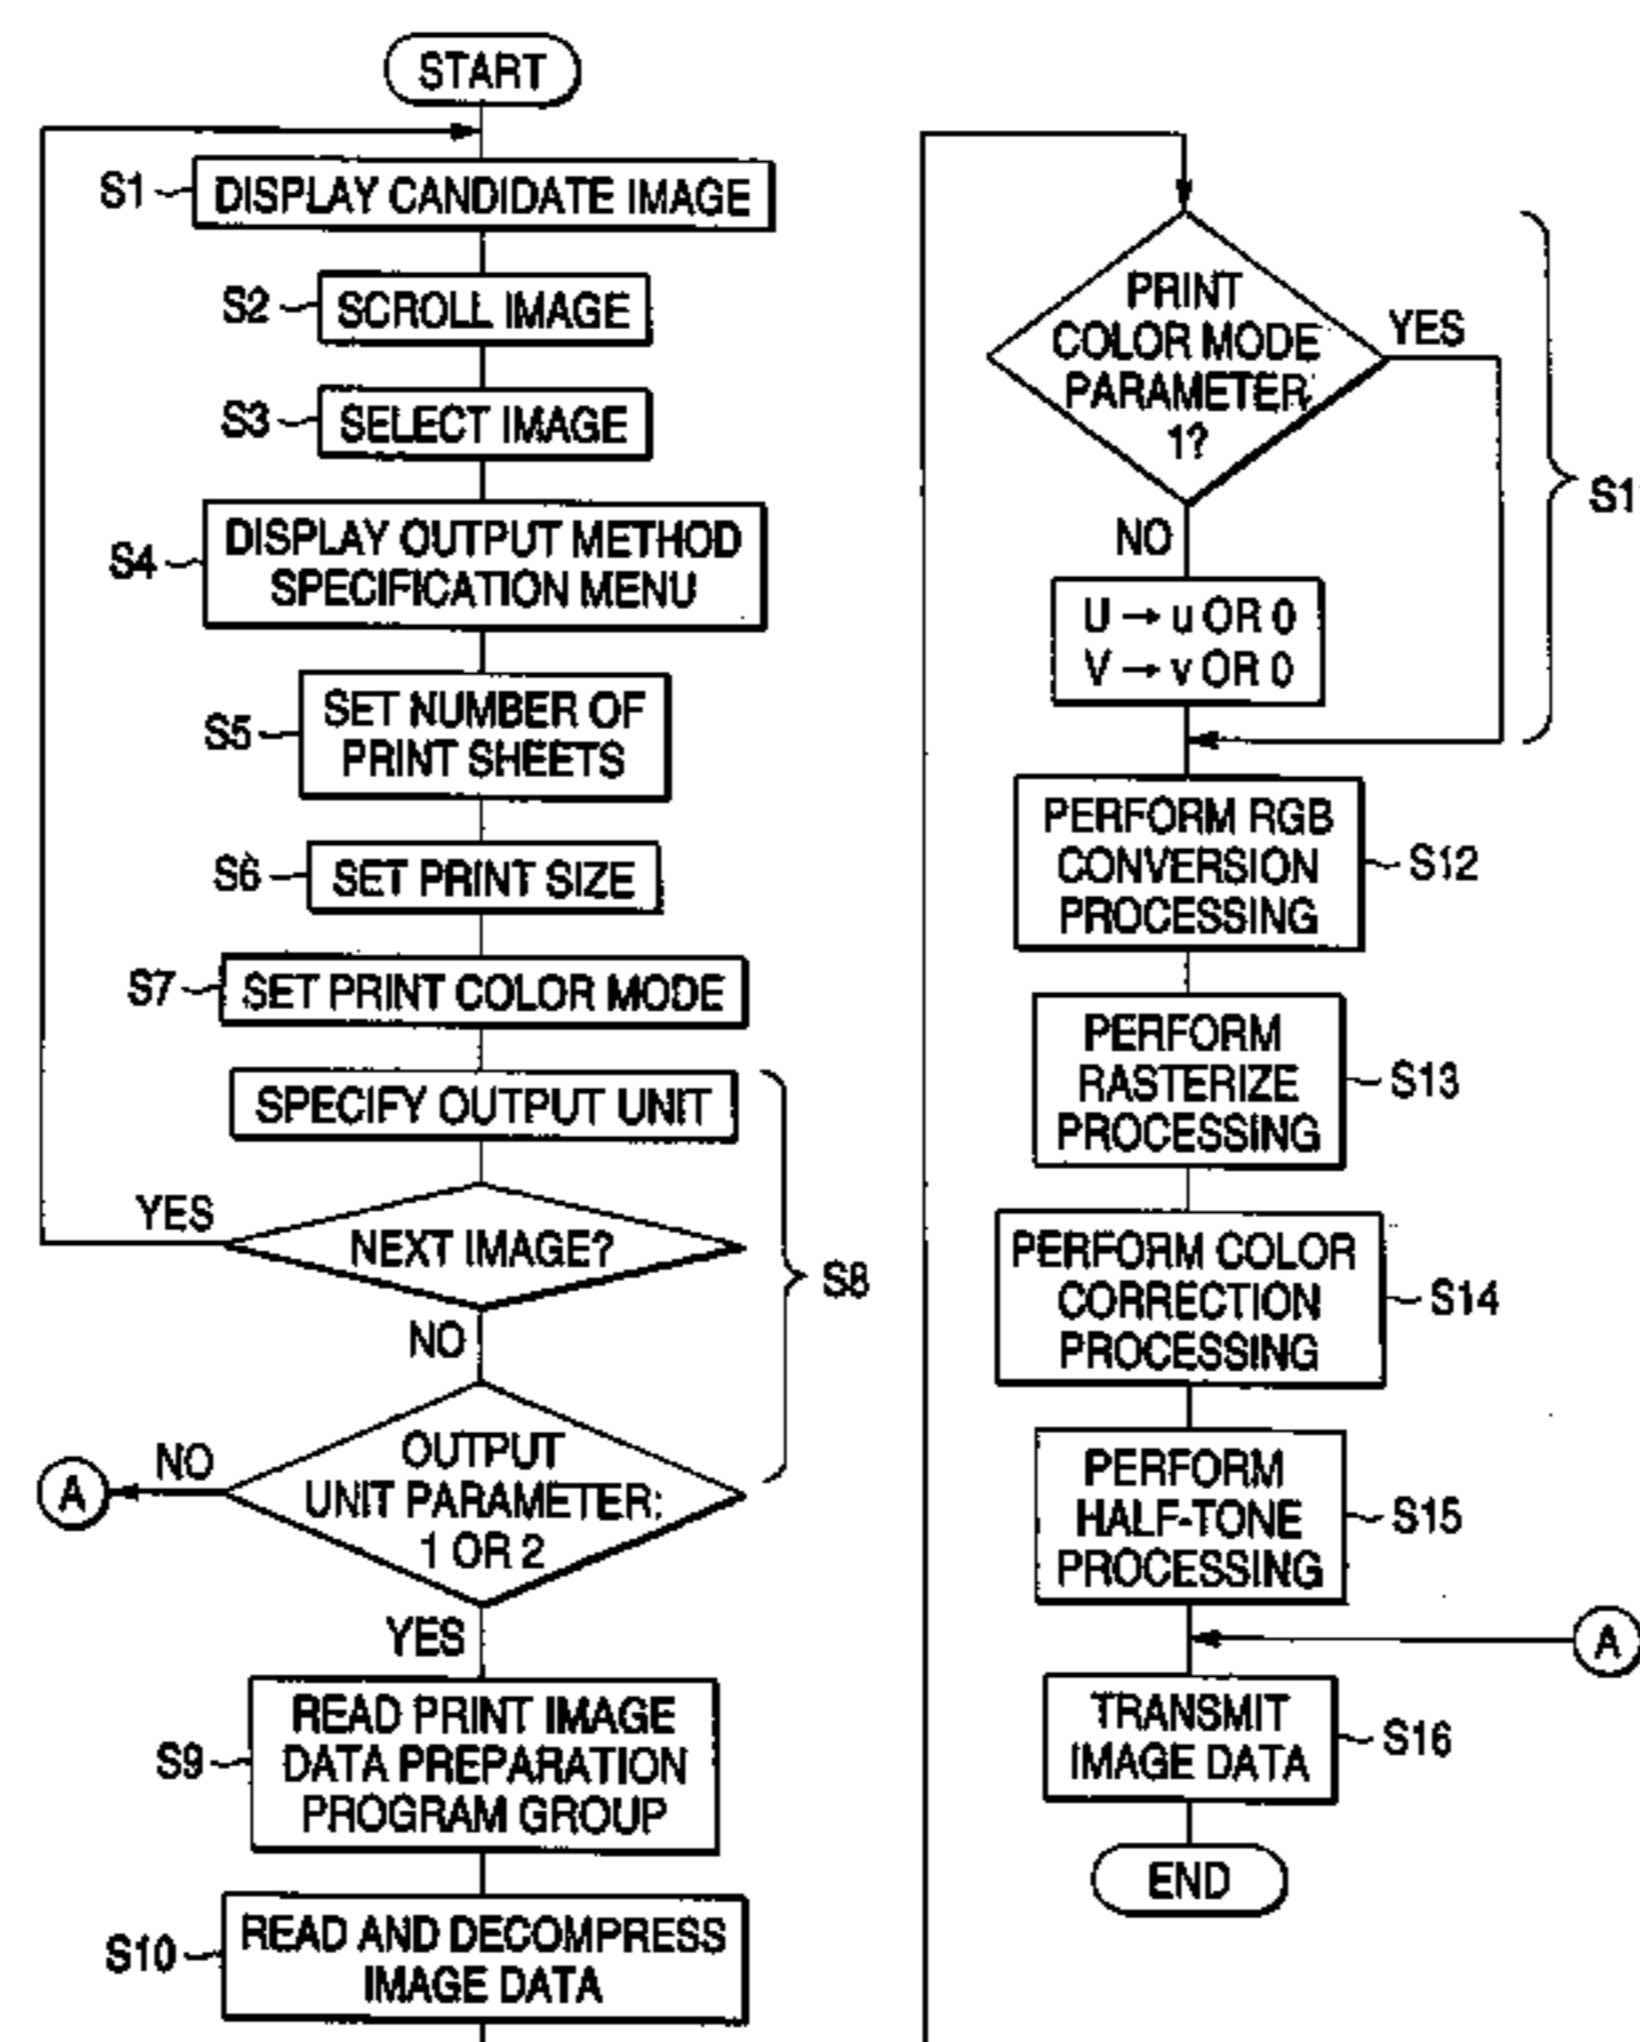 START
S1
DISPLAY CANDIDATE IMAGE
S2
SCROLL IMAGE
S3
SELECT IMAGE
S4
DISPLAY OUTPUT METHOD
SPECIFICATION MENU
S5
SET NUMBER OF
PRINT SHEETS
S6
SET PRINT SIZE
S7
SET PRINT COLOR MODE
SPECIFY OUTPUT UNIT
YES
NEXT IMAGE?
S8
NO
A
NO
OUTPUT
UNIT PARAMETER:
1 OR 2
YES
S9
READ PRINT IMAGE
DATA PREPARATION
PROGRAM GROUP
S10
READ AND DECOMPRESS
IMAGE DATA
PRINT
COLOR MODE
PARAMETER
1?
YES
NO
U → u OR 0
V → v OR 0
PERFORM RGB
CONVERSION
PROCESSING
S12
PERFORM
RASTERIZE
PROCESSING
S13
PERFORM COLOR
CORRECTION
PROCESSING
S14
PERFORM
HALF-TONE
PROCESSING
S15
A
TRANSMIT
IMAGE DATA
S16
END